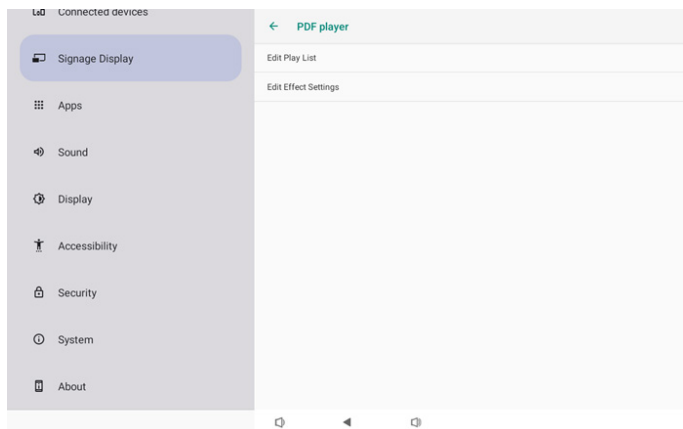 Connected devices
Signage Display
Apps
Sound
Display
Accessibility
Security
System
About
PDF player
Edit Play List
Edit Effect Settings